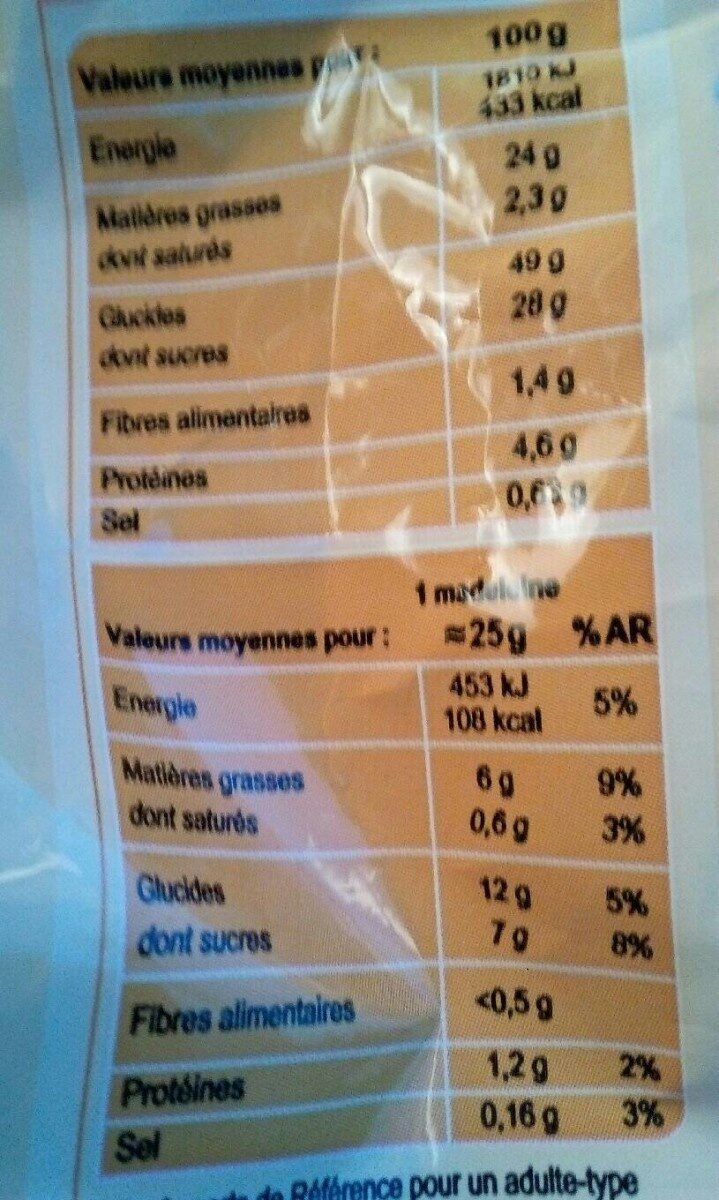 Valeurs moyennes pour : 100 g
Energie 1810 kJ
433 kcal
Matières grasses 24 g
dont saturés 2,3 g
Glucides 49 g
dont sucres 28 g
Fibres alimentaires 1,4 g
Protéines 4,6 g
Sel 0,63 g
1 madeleine
Valeurs moyennes pour : ≈25g % AR
Energie 453 kJ 5%
108 kcal
Matières grasses 6 g 9%
dont saturés 0,6 g 3%
Glucides 12 g 5%
dont sucres 7 g 8%
Fibres alimentaires <0,5 g
Protéines 1,2 g 2%
Sel 0,16 g 3%
de Référence pour un adulte-type